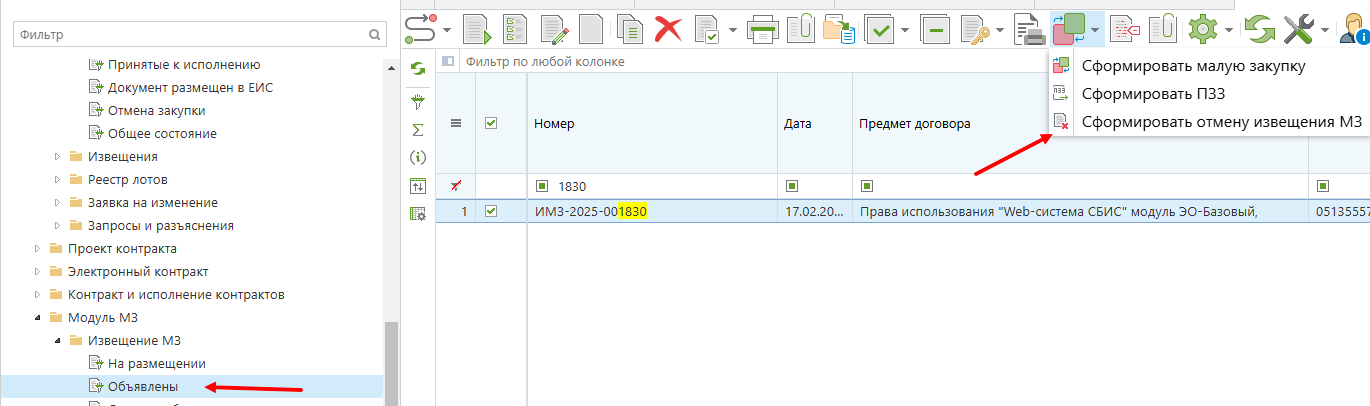 Фильтр
Принятые к исполнению
Документ размещен в ЕИС
Отмена закупки
Общее состояние
Извещения
Реестр лотов
Заявка на изменение
Запросы и разъяснения
Проект контракта
Электронный контракт
Контракт и исполнение контрактов
Модуль МЗ
Извещение МЗ
На размещении
Объявлены
Фильтр по любой колонке
Сформировать малую закупку
ПЗЗ Сформировать ПЗЗ
Сформировать отмену извещения МЗ
Номер Дата Предмет договора
1830
1 ИМЗ-2025-001830 17.02.20... Права использования "Web-система СБИС" модуль ЭО-Базовый, 05135557